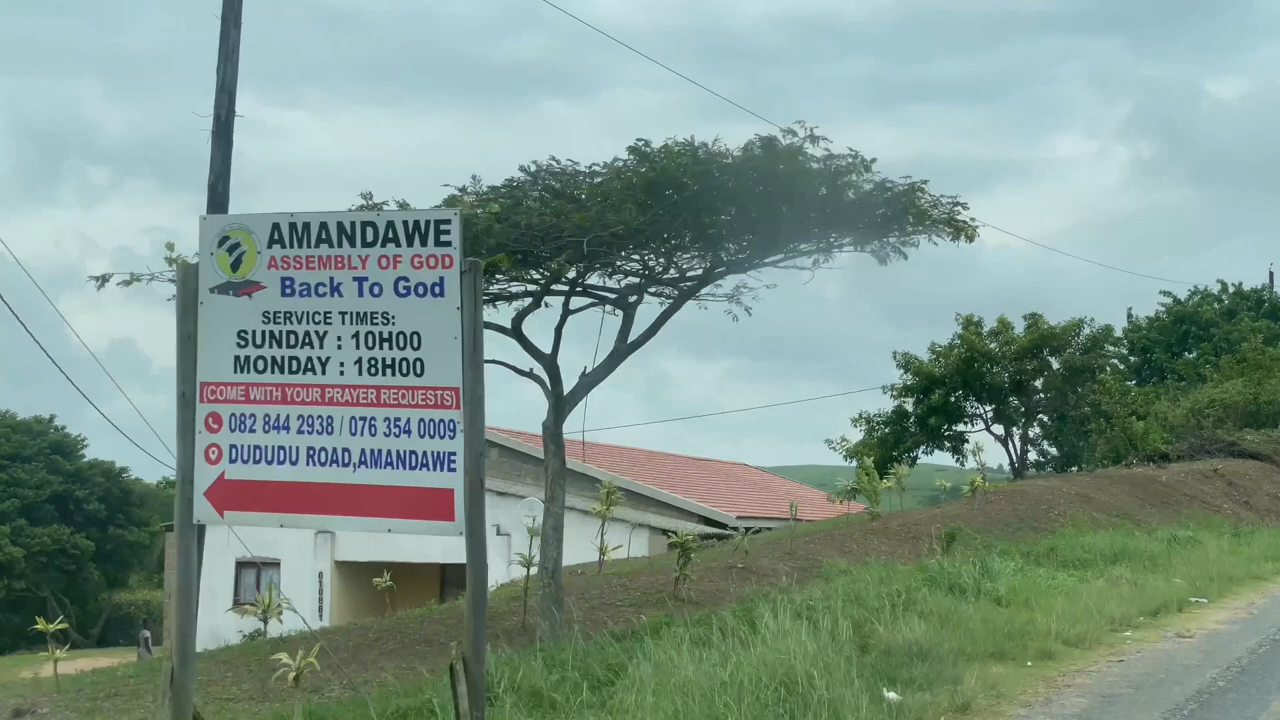 AMANDAWE
ASSEMBLY OF GOD
Back To God
SERVICE TIMES:
SUNDAY : 10H00
MONDAY : 18H00
(COME WITH YOUR PRAYER REQUESTS)
082 844 2938 / 076 354 0009
DUDUDU ROAD,AMANDAWE